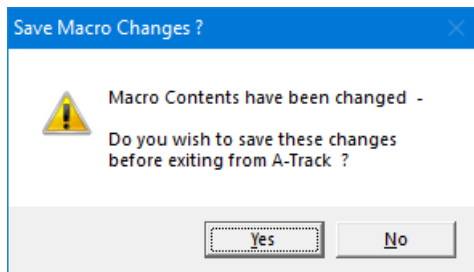 Save Macro Changes ?
Macro Contents have been changed  -
Do you wish to save these changes
before exiting from A-Track  ?
Yes
No